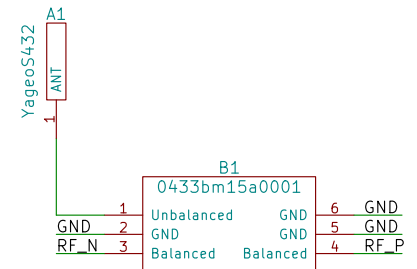 A1
YageoS432
ANT
1
B1
0433bm15a0001
1 Unbalanced GND 6 GND
GND 2 GND GND 5 GND
RF_N 3 Balanced Balanced 4 RF_P